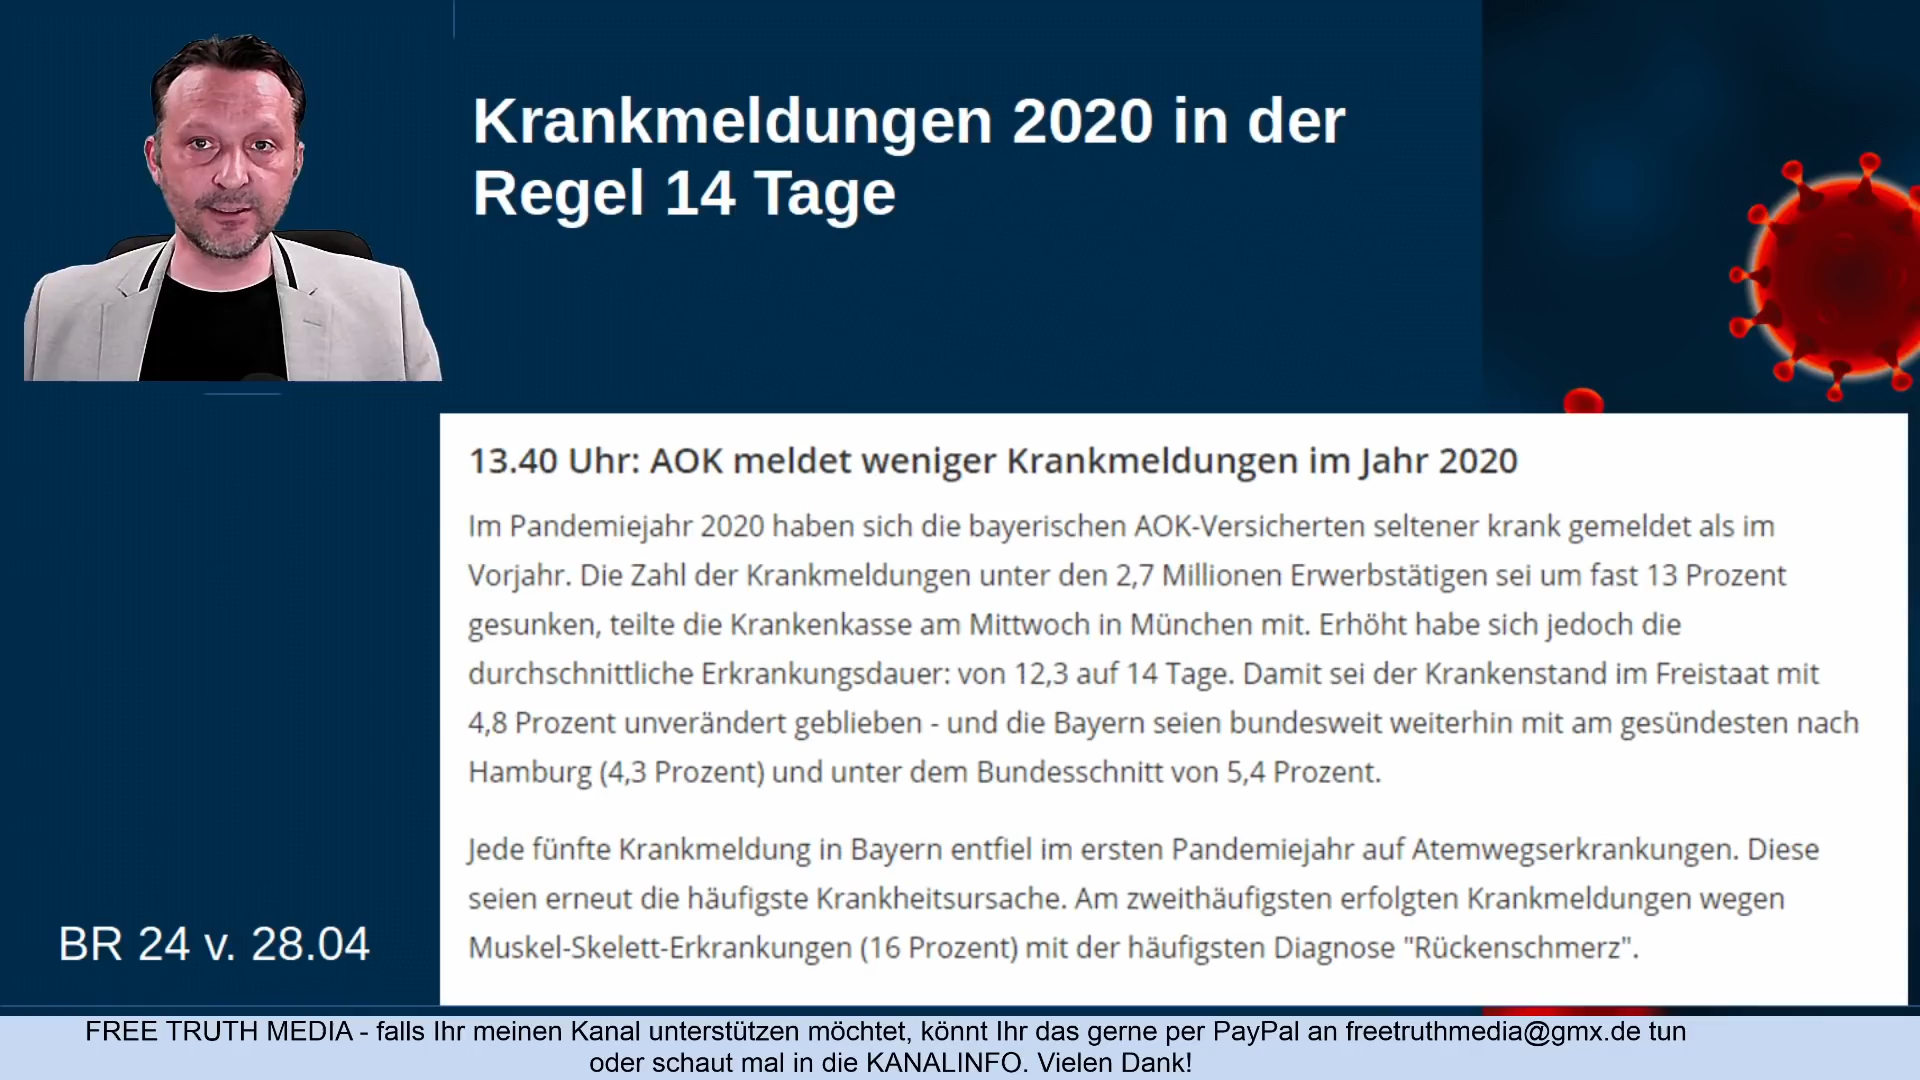 Krankmeldungen 2020 in der
Regel 14 Tage
13.40 Uhr: AOK meldet weniger Krankmeldungen im Jahr 2020
Im Pandemiejahr 2020 haben sich die bayerischen AOK-Versicherten seltener krank gemeldet als im
Vorjahr. Die Zahl der Krankmeldungen unter den 2,7 Millionen Erwerbstätigen sei um fast 13 Prozent
gesunken, teilte die Krankenkasse am Mittwoch in München mit. Erhöht habe sich jedoch die
durchschnittliche Erkrankungsdauer: von 12,3 auf 14 Tage. Damit sei der Krankenstand im Freistaat mit
4,8 Prozent unverändert geblieben - und die Bayern seien bundesweit weiterhin mit am gesündesten nach
Hamburg (4,3 Prozent) und unter dem Bundesschnitt von 5,4 Prozent.
Jede fünfte Krankmeldung in Bayern entfiel im ersten Pandemiejahr auf Atemwegserkrankungen. Diese
seien erneut die häufigste Krankheitsursache. Am zweithäufigsten erfolgten Krankmeldungen wegen
Muskel-Skelett-Erkrankungen (16 Prozent) mit der häufigsten Diagnose "Rückenschmerz".
BR 24 v. 28.04
FREE TRUTH MEDIA - falls Ihr meinen Kanal unterstützen möchtet, könnt Ihr das gerne per PayPal an freetruthmedia@gmx.de tun
oder schaut mal in die KANALINFO. Vielen Dank!